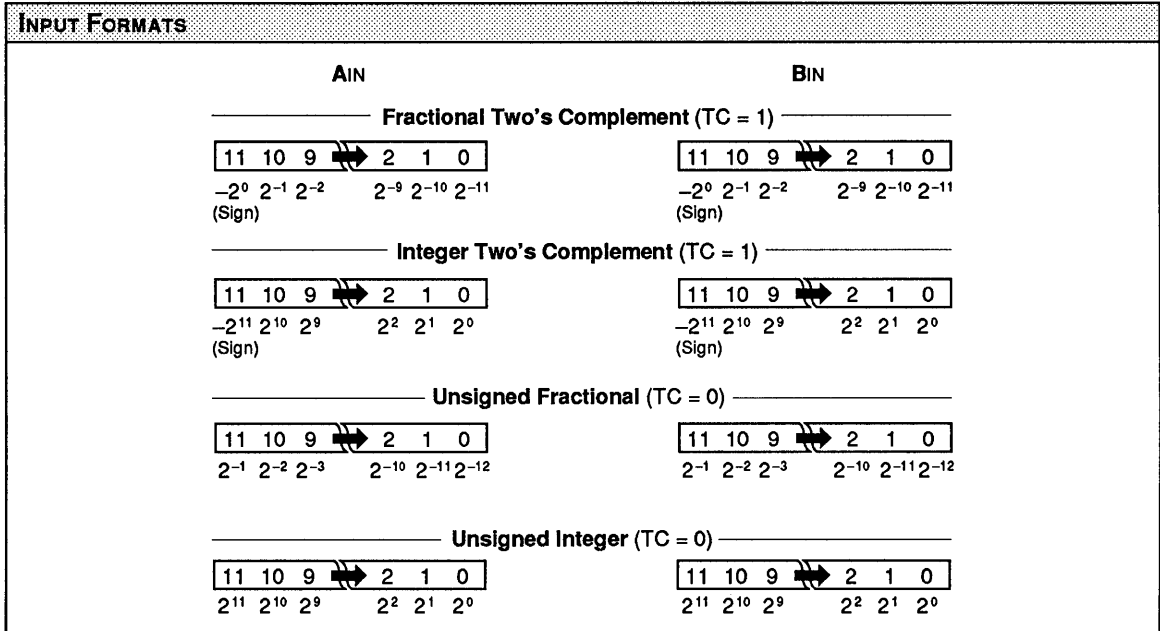 INPUT FORMATS
AIN BIN
Fractional Two's Complement (TC = 1)
11 10 9 2 1 0 11 10 9 2 1 0
–2⁰ 2⁻¹ 2⁻² 2⁻⁹ 2⁻¹⁰ 2⁻¹¹ –2⁰ 2⁻¹ 2⁻² 2⁻⁹ 2⁻¹⁰ 2⁻¹¹
(Sign) (Sign)
Integer Two's Complement (TC = 1)
11 10 9 2 1 0 11 10 9 2 1 0
–2¹¹ 2¹⁰ 2⁹ 2² 2¹ 2⁰ –2¹¹ 2¹⁰ 2⁹ 2² 2¹ 2⁰
(Sign) (Sign)
Unsigned Fractional (TC = 0)
11 10 9 2 1 0 11 10 9 2 1 0
2⁻¹ 2⁻² 2⁻³ 2⁻¹⁰ 2⁻¹¹ 2⁻¹² 2⁻¹ 2⁻² 2⁻³ 2⁻¹⁰ 2⁻¹¹ 2⁻¹²
Unsigned Integer (TC = 0)
11 10 9 2 1 0 11 10 9 2 1 0
2¹¹ 2¹⁰ 2⁹ 2² 2¹ 2⁰ 2¹¹ 2¹⁰ 2⁹ 2² 2¹ 2⁰